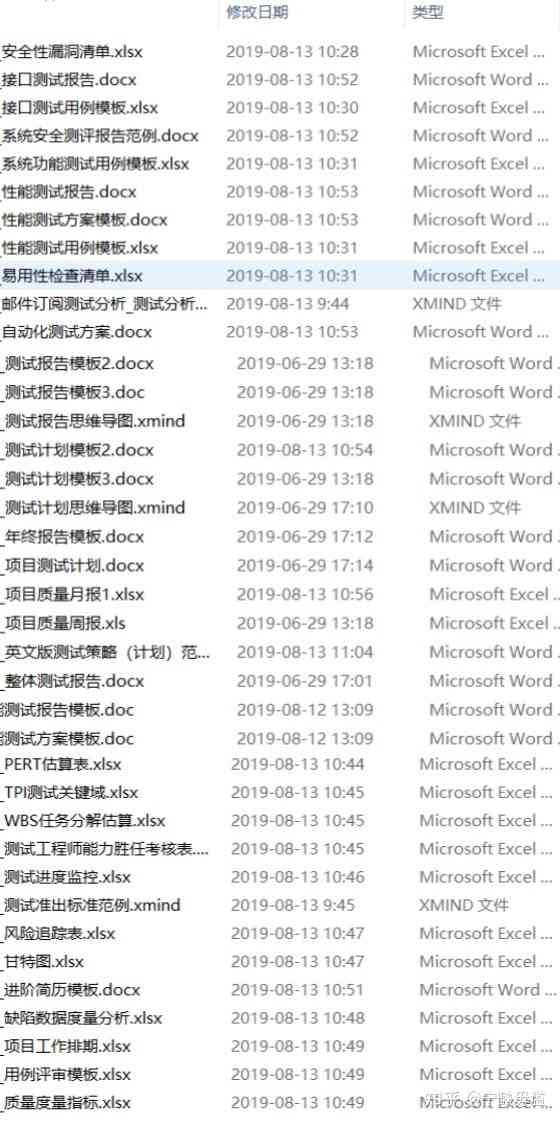 修改日期 类型
安全性漏洞清单.xlsx 2019-08-13 10:28 Microsoft Excel ...
接口测试报告.docx 2019-08-13 10:52 Microsoft Word ...
接口测试用例模板.xlsx 2019-08-13 10:30 Microsoft Excel ...
系统安全测评报告范例.docx 2019-08-13 10:52 Microsoft Word ...
系统功能测试用例模板.xlsx 2019-08-13 10:31 Microsoft Excel ...
性能测试报告.docx 2019-08-13 10:53 Microsoft Word ...
性能测试方案模板.docx 2019-08-13 10:53 Microsoft Word ...
性能测试用例模板.xlsx 2019-08-13 10:31 Microsoft Excel ...
易用性检查清单.xlsx 2019-08-13 10:31 Microsoft Excel ...
邮件订阅测试分析_测试分析... 2019-08-13 9:44 XMIND 文件
自动化测试方案.docx 2019-08-13 10:53 Microsoft Word ...
_测试报告模板2.docx 2019-06-29 13:18 Microsoft Word .
_测试报告模板3.doc 2019-06-29 13:18 Microsoft Word .
_测试报告思维导图.xmind 2019-06-29 13:18 XMIND 文件
_测试计划模板2.docx 2019-08-13 10:54 Microsoft Word .
_测试计划模板3.docx 2019-06-29 13:18 Microsoft Word .
_测试计划思维导图.xmind 2019-06-29 17:10 XMIND 文件
_年终报告模板.docx 2019-06-29 17:12 Microsoft Word .
_项目测试计划.docx 2019-06-29 17:14 Microsoft Word .
_项目质量月报1.xlsx 2019-08-13 10:56 Microsoft Excel ..
_项目质量周报.xls 2019-06-29 13:18 Microsoft Excel ..
_英文版测试策略（计划）范... 2019-08-13 11:04 Microsoft Word .
_整体测试报告.docx 2019-06-29 17:01 Microsoft Word .
能测试报告模板.doc 2019-08-12 13:09 Microsoft Word .
能测试方案模板.doc 2019-08-12 13:09 Microsoft Word .
_PERT估算表.xlsx 2019-08-13 10:44 Microsoft Excel ...
_TPI测试关键域.xlsx 2019-08-13 10:45 Microsoft Excel ...
_WBS任务分解估算.xlsx 2019-08-13 10:45 Microsoft Excel ...
_测试工程师能力胜任考核表.... 2019-08-13 10:45 Microsoft Excel ...
_测试进度监控.xlsx 2019-08-13 10:46 Microsoft Excel ...
_测试准出标准范例.xmind 2019-08-13 9:45 XMIND 文件
_风险追踪表.xlsx 2019-08-13 10:47 Microsoft Excel ...
_甘特图.xlsx 2019-08-13 10:47 Microsoft Excel ...
_进阶简历模板.docx 2019-08-13 10:51 Microsoft Word ...
_缺陷数据度量分析.xlsx 2019-08-13 10:48 Microsoft Excel ...
_项目工作排期.xlsx 2019-08-13 10:49 Microsoft Excel ...
_用例评审模板.xlsx 2019-08-13 10:49 Microsoft Excel ...
_质量度量指标.xlsx 2019-08-13 10:49 Microsoft Excel ...